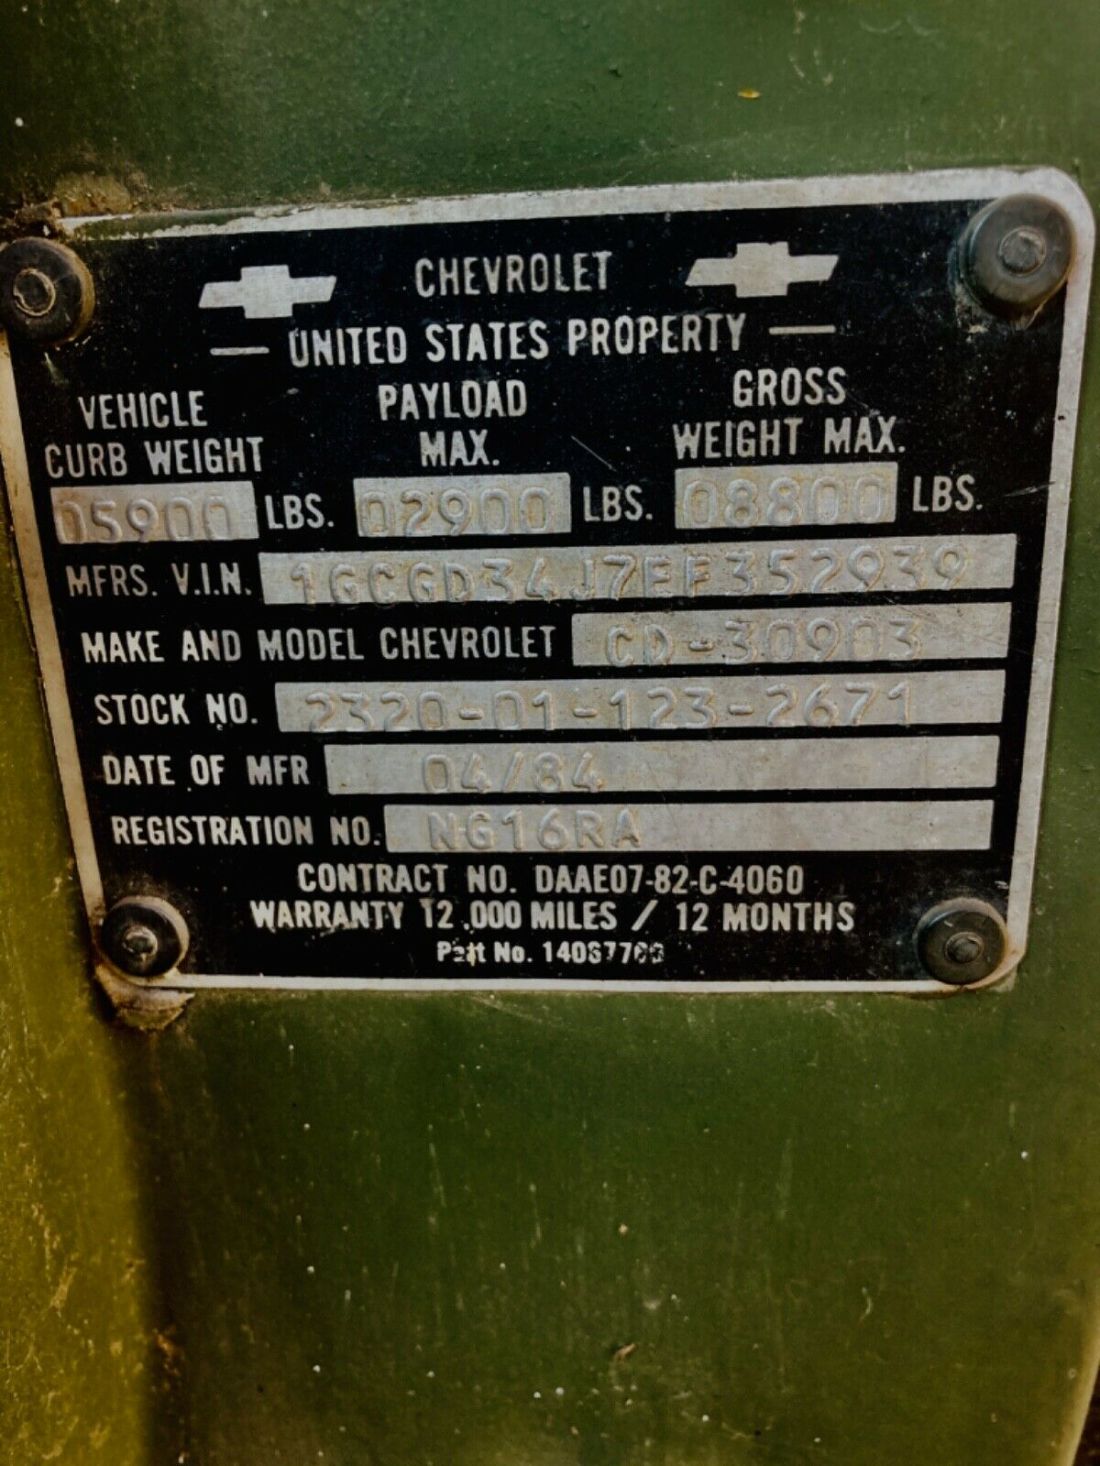 CHEVROLET
UNITED STATES PROPERTY
VEHICLE CURB WEIGHT 05900 LBS. PAYLOAD MAX. 02900 LBS. GROSS WEIGHT MAX. 08800 LBS.
MFRS. V.I.N. 1GCGD34J7EF352939
MAKE AND MODEL CHEVROLET CD-30903
STOCK NO. 2320-01-123-2671
DATE OF MFR 04/84
REGISTRATION NO. NG16RA
CONTRACT NO. DAAE07-82-C-4060
WARRANTY 12,000 MILES / 12 MONTHS
Part No.